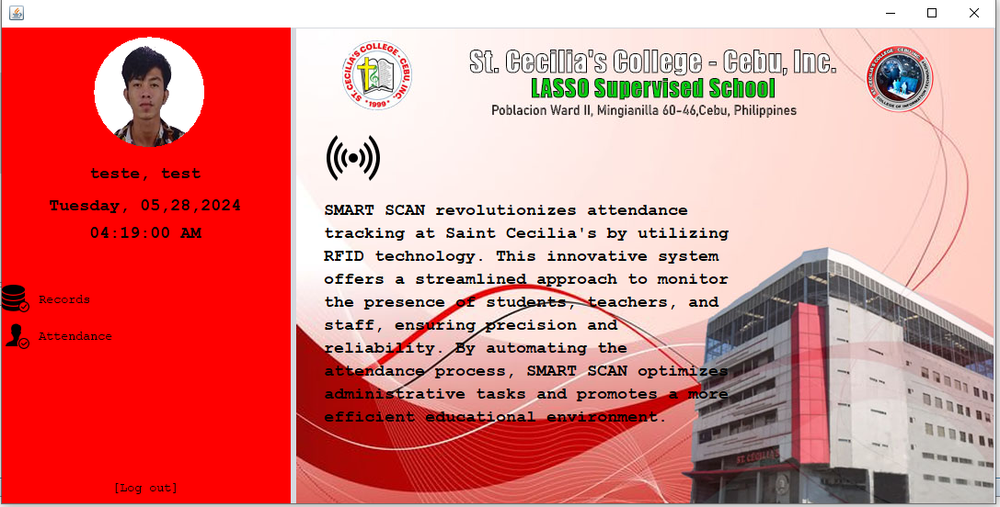 teste, test
Tuesday, 05,28,2024
04:19:00 AM
Records
Attendance
[Log out]
ST. CECILIA'S COLLEGE - CEBU, INC.
* 1999 *
St. Cecilia's College - Cebu, Inc.
LASSO Supervised School
Poblacion Ward II, Mingianilla 60-46,Cebu, Philippines
COLLEGE OF INFORMATION
SMART SCAN revolutionizes attendance
tracking at Saint Cecilia's by utilizing
RFID technology. This innovative system
offers a streamlined approach to monitor
the presence of students, teachers, and
staff, ensuring precision and
reliability. By automating the
attendance process, SMART SCAN optimizes
administrative tasks and promotes a more
efficient educational environment.
ST. CECILIA'S